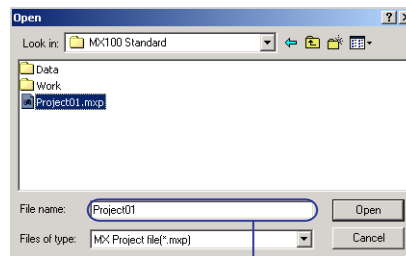 Open
Look in: MX100 Standard
Data
Work
Project01.mxp
File name: Project01 Open
Files of type: MX Project file(*.mxp) Cancel